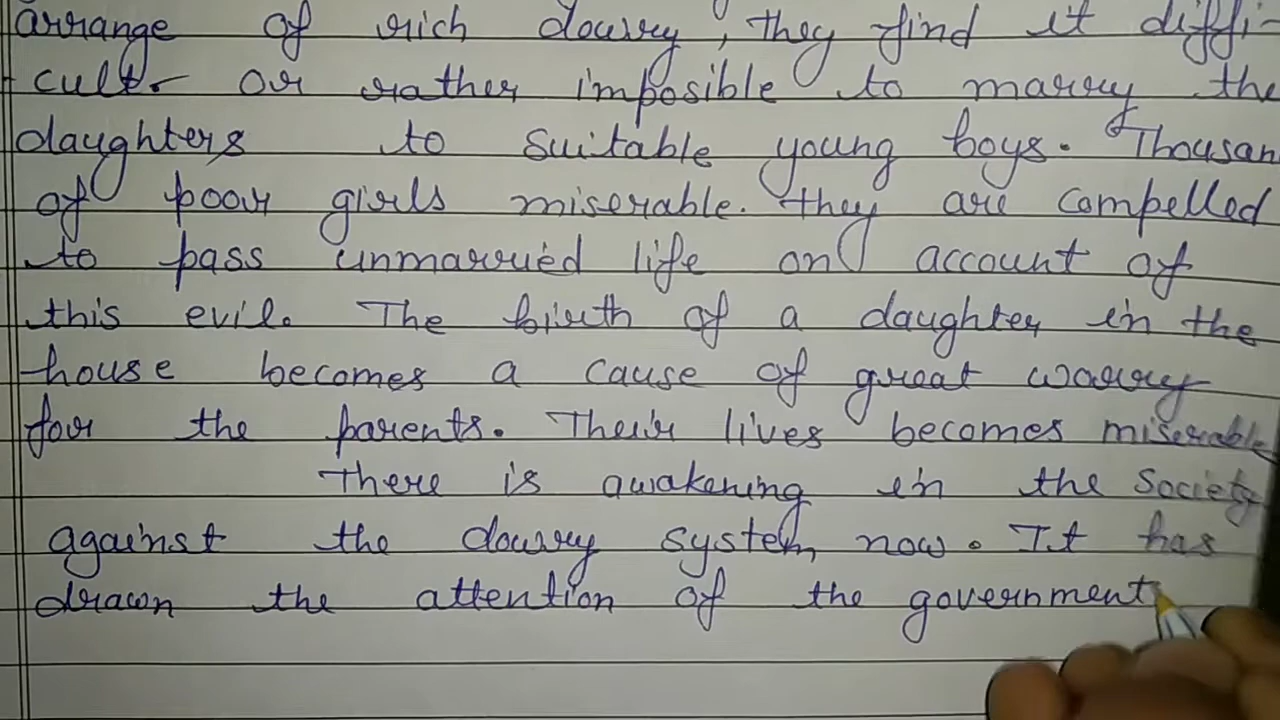 arrange of rich dowry, they find it diffi-
cult or rather imposible to marry the
daughters to suitable young boys. Thousan
of poor girls miserable. they are compelled
to pass unmarried life on account of
this evil. The birth of a daughter in the
house becomes a cause of great worry
for the parents. Their lives becomes miserable
There is awakening in the society
against the dowry system now. It has
drawn the attention of the government